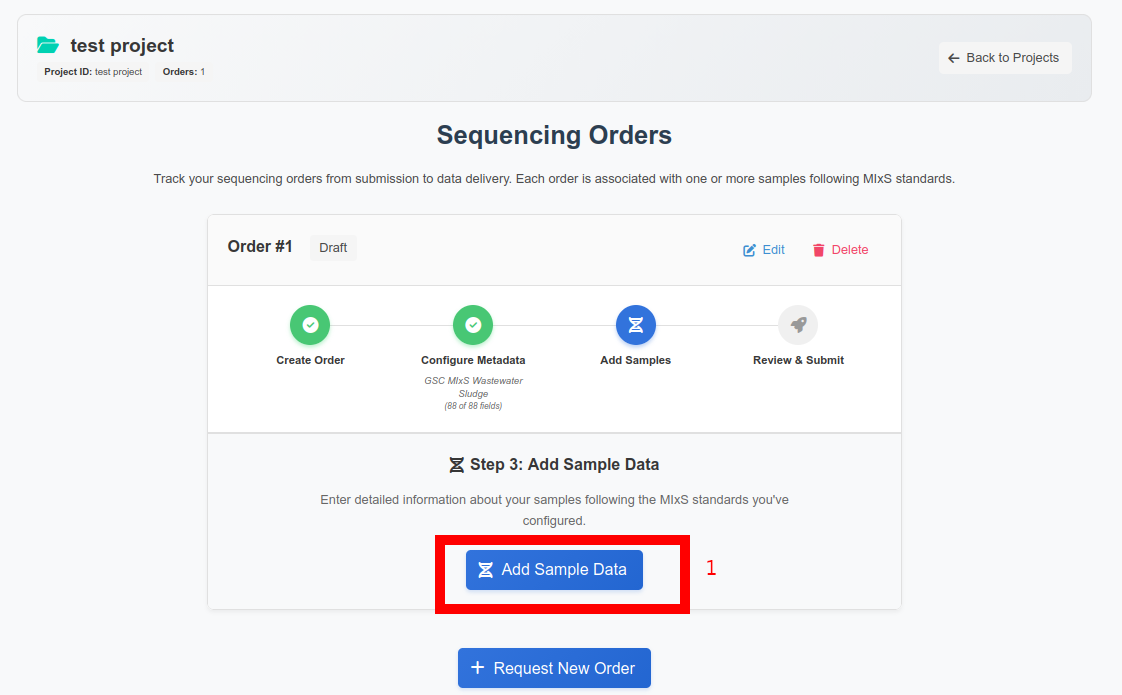 test project
Project ID: test project Orders: 1
Back to Projects
Sequencing Orders
Track your sequencing orders from submission to data delivery. Each order is associated with one or more samples following MIxS standards.
Order #1 Draft Edit Delete
Create Order Configure Metadata Add Samples Review & Submit
GSC MIxS Wastewater
Sludge
(88 of 88 fields)
Step 3: Add Sample Data
Enter detailed information about your samples following the MIxS standards you've
configured.
Add Sample Data 1
Request New Order